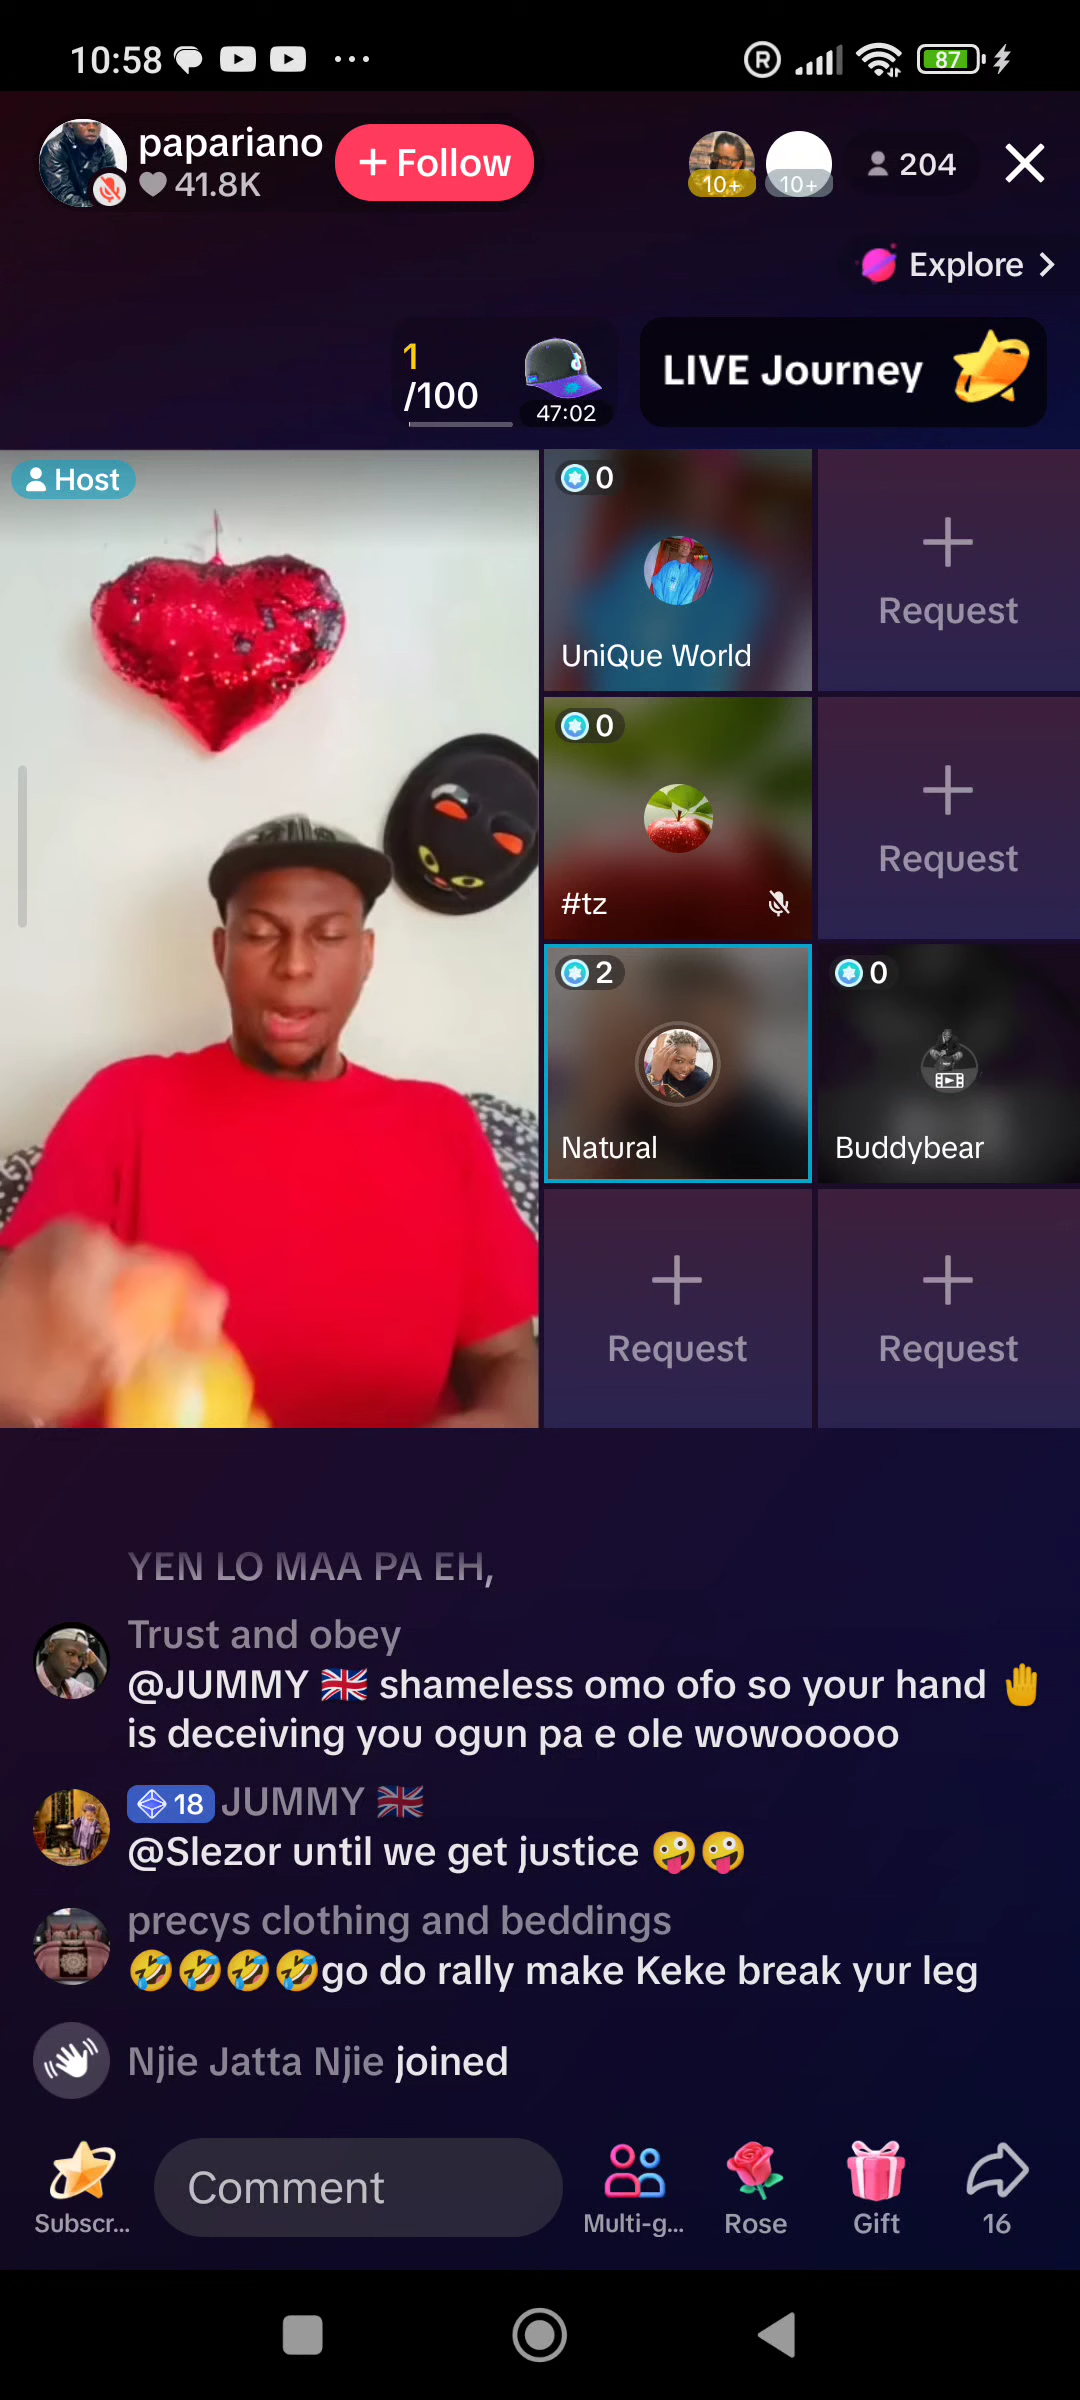 10:58
87
papariano
+ Follow
41.8K
10+
10+
204
Explore
1
/100
47:02
LIVE Journey
Host
0
UniQue World
Request
0
#tz
Request
2
Natural
0
Buddybear
Request
Request
YEN LO MAA PA EH,
Trust and obey
@JUMMY 🇬🇧 shameless omo ofo so your hand 🤚
is deceiving you ogun pa e ole wowooooo
18 JUMMY 🇬🇧
@Slezor until we get justice 🤪🤪
precys clothing and beddings
🤣🤣🤣🤣go do rally make Keke break yur leg
Njie Jatta Njie joined
Subscr...
Comment
Multi-g...
Rose
Gift
16